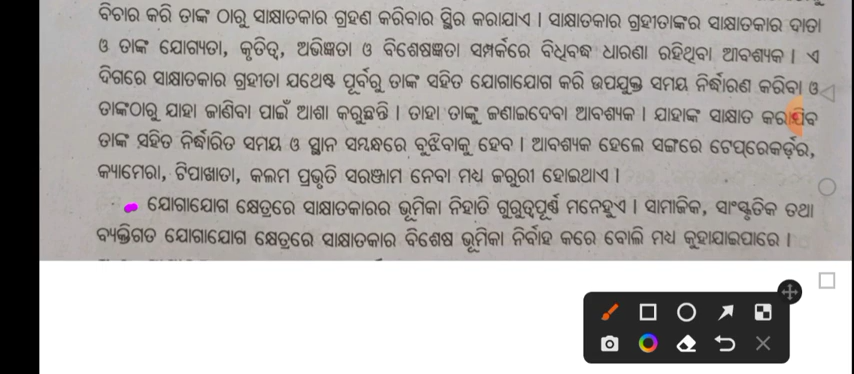 ବିଚାର କରି ତାଙ୍କ ଠାରୁ ସାକ୍ଷାତକାର ଗ୍ରହଣ କରିବାର ସ୍ଥିର କରାଯାଏ । ସାକ୍ଷାତକାର ଗ୍ରହୀତାଙ୍କର ସାକ୍ଷାତକାର ଦାତା
ଓ ତାଙ୍କ ଯୋଗ୍ୟତା, କୃତିତ୍ୱ, ଅଭିଜ୍ଞତା ଓ ବିଶେଷଜ୍ଞତା ସମ୍ପର୍କରେ ବିଧିବଦ୍ଧ ଧାରଣା ରହିଥିବା ଆବଶ୍ୟକ । ଏ
ଦିଗରେ ସାକ୍ଷାତକାର ଗ୍ରହୀତା ଯଥେଷ୍ଟ ପୂର୍ବରୁ ତାଙ୍କ ସହିତ ଯୋଗାଯୋଗ କରି ଉପଯୁକ୍ତ ସମୟ ନିର୍ଦ୍ଧାରଣ କରିବା ଓ
ତାଙ୍କଠାରୁ ଯାହା ଜାଣିବା ପାଇଁ ଆଶା କରୁଛନ୍ତି । ତାହା ତାଙ୍କୁ ଜଣାଇଦେବା ଆବଶ୍ୟକ । ଯାହାଙ୍କ ସାକ୍ଷାତ କରାଯିବ
ତାଙ୍କ ସହିତ ନିର୍ଦ୍ଧାରିତ ସମୟ ଓ ସ୍ଥାନ ସମ୍ବନ୍ଧରେ ବୁଝିବାକୁ ହେବ । ଆବଶ୍ୟକ ହେଲେ ସଙ୍ଗରେ ଟେପ୍‌ରେକର୍ଡ଼ର,
କ୍ୟାମେରା, ଟିପାଖାତା, କଲମ ପ୍ରଭୃତି ସରଞ୍ଜାମ ନେବା ମଧ୍ୟ ଜରୁରୀ ହୋଇଥାଏ ।
ଯୋଗାଯୋଗ କ୍ଷେତ୍ରରେ ସାକ୍ଷାତକାରର ଭୂମିକା ନିହାତି ଗୁରୁତ୍ୱପୂର୍ଣ୍ଣ ମନେହୁଏ । ସାମାଜିକ, ସାଂସ୍କୃତିକ ତଥା
ବ୍ୟକ୍ତିଗତ ଯୋଗାଯୋଗ କ୍ଷେତ୍ରରେ ସାକ୍ଷାତକାର ବିଶେଷ ଭୂମିକା ନିର୍ବାହ କରେ ବୋଲି ମଧ୍ୟ କୁହାଯାଇପାରେ ।